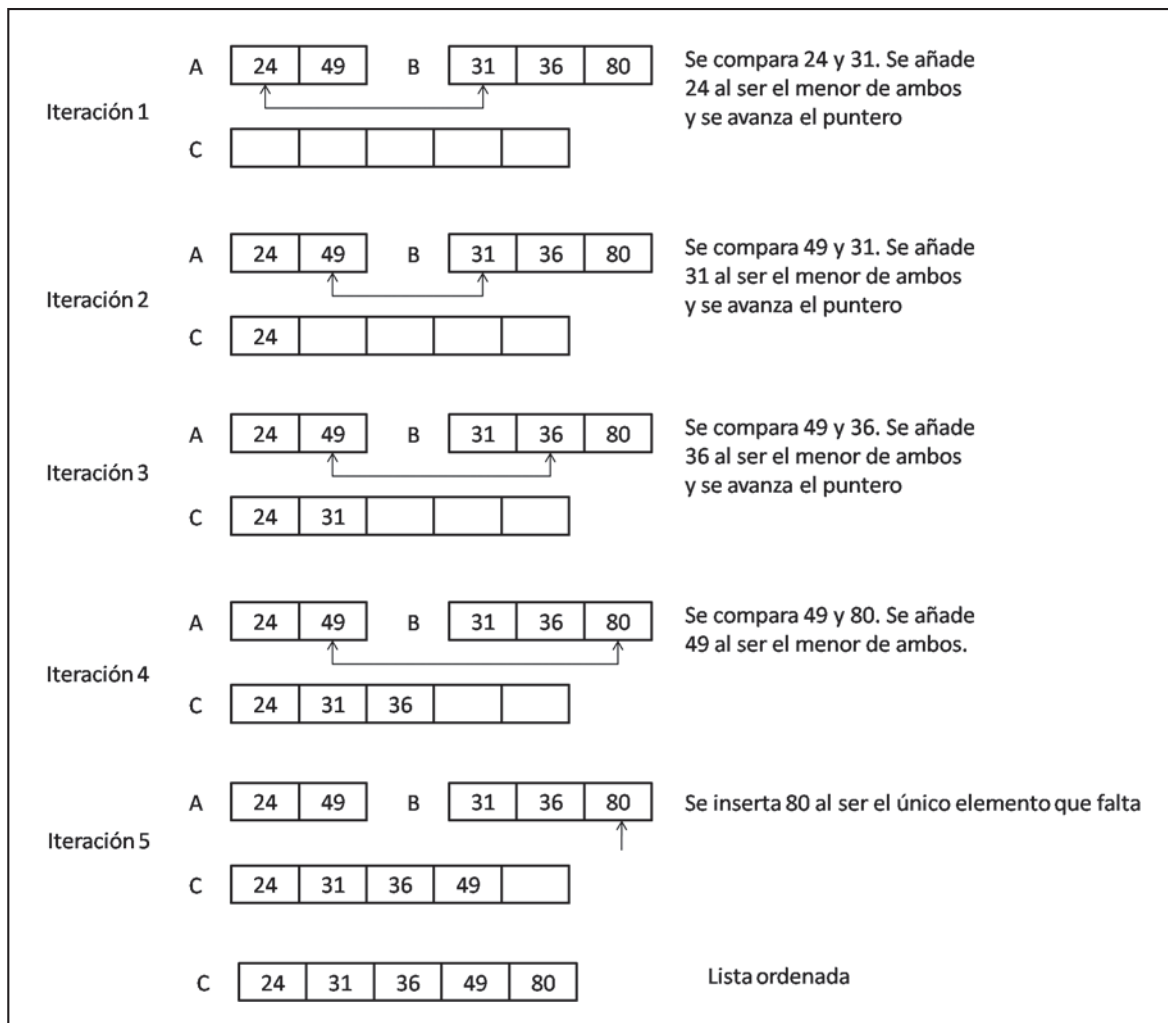 A 24 49 B 31 36 80
Se compara 24 y 31. Se añade
24 al ser el menor de ambos
y se avanza el puntero
Iteración 1
C
A 24 49 B 31 36 80
Se compara 49 y 31. Se añade
31 al ser el menor de ambos
y se avanza el puntero
Iteración 2
C 24
A 24 49 B 31 36 80
Se compara 49 y 36. Se añade
36 al ser el menor de ambos
y se avanza el puntero
Iteración 3
C 24 31
A 24 49 B 31 36 80
Se compara 49 y 80. Se añade
49 al ser el menor de ambos.
Iteración 4
C 24 31 36
A 24 49 B 31 36 80
Se inserta 80 al ser el único elemento que falta
Iteración 5
C 24 31 36 49
C 24 31 36 49 80
Lista ordenada